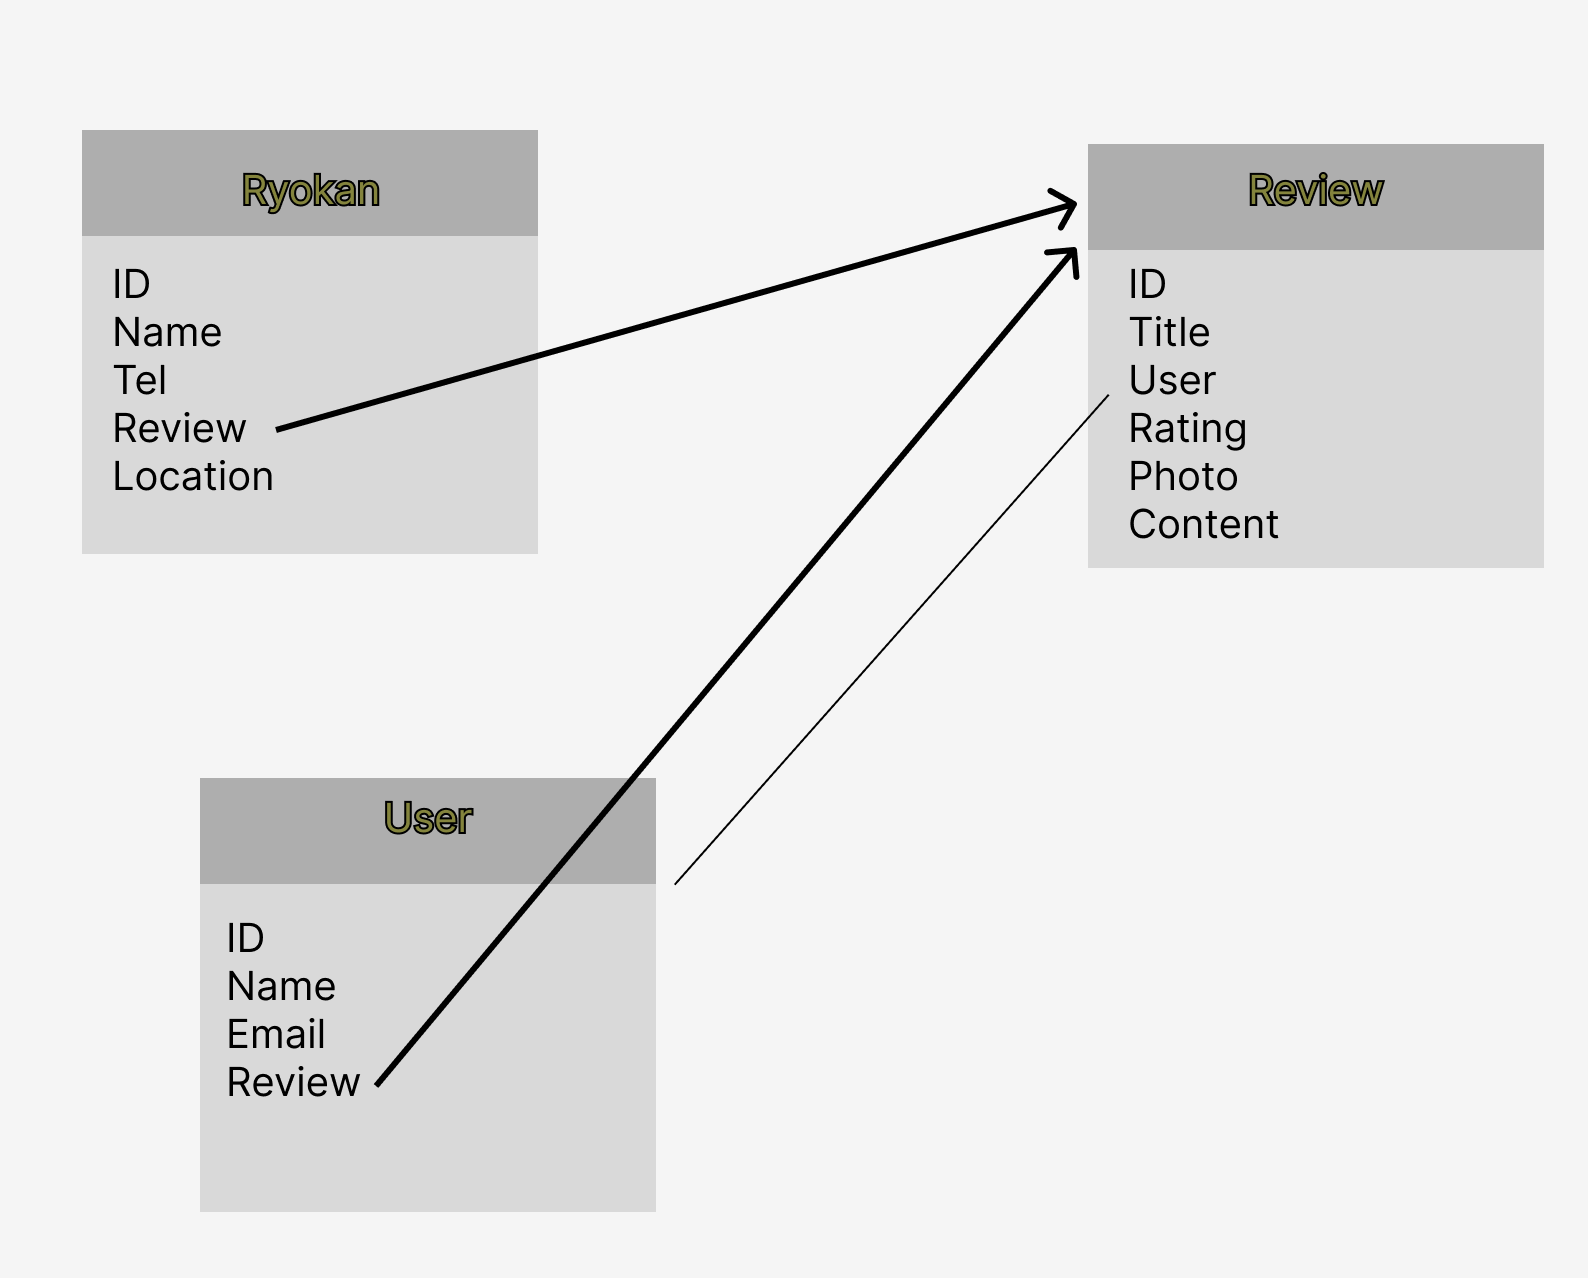 Ryokan
ID
Name
Tel
Review
Location
Review
ID
Title
User
Rating
Photo
Content
User
ID
Name
Email
Review